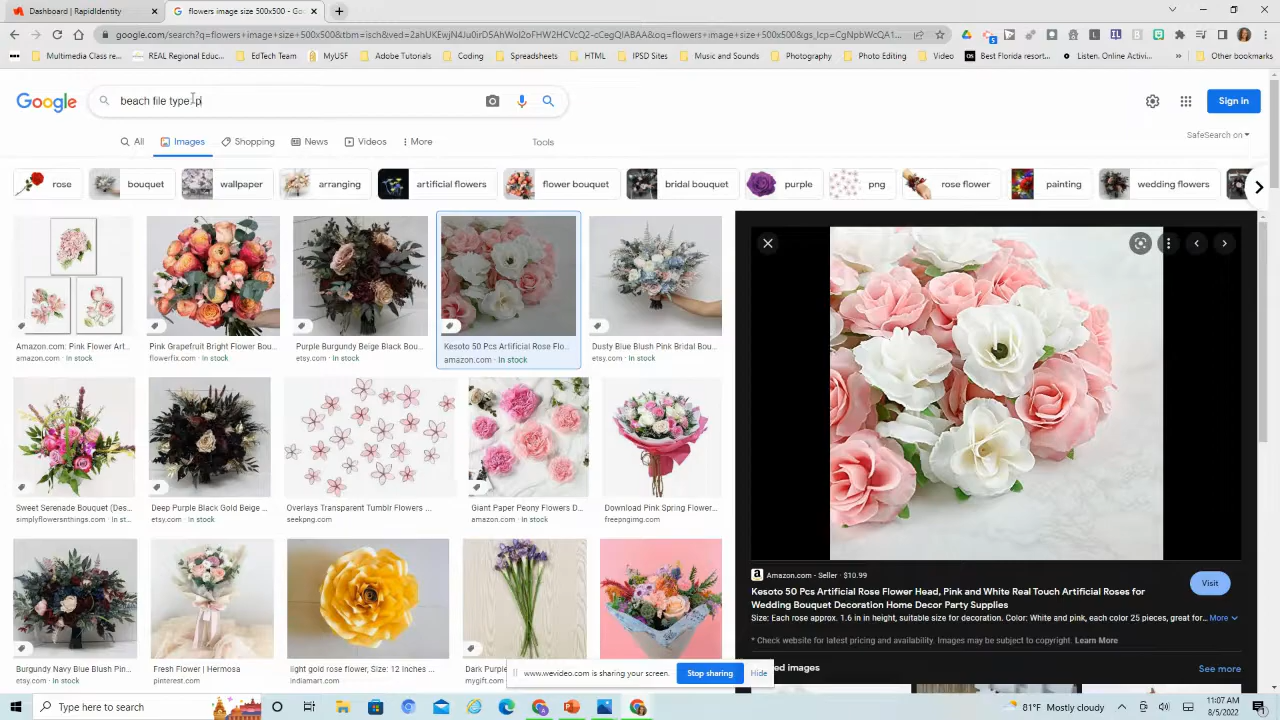 Dashboard | RapidIdentity
flowers image size 500x500 - Go
google.com/search?q=flowers+image+size+500x500&tbm=isch&ved=2ahUKEwjN4Ju0irD5AhWoIWoFHW2HCVcQ2-cCegQIABAA&oq=flowers+image+size+500x500&gs_lcp=CgNpbWcQA1...
Multimedia Class re...
REAL Regional Educ...
EdTech
MyUSF
Adobe Tutorials
Coding
Spreadsheets
HTML
IPSD Sites
Music and Sounds
Photography
Photo Editing
Video
Best Florida resort...
Listen, Online Activi...
Google
beach file type: p
Sign in
All
Images
Shopping
News
Videos
More
Tools
SafeSearch on
rose
bouquet
wallpaper
arranging
artificial flowers
flower bouquet
bridal bouquet
purple
png
rose flower
painting
wedding flowers
Amazon.com: Pink Flower Art...
amazon.com · In stock
Pink Grapefruit Bright Flower Bou...
flowerfix.com · In stock
Purple Burgundy Beige Black Bou...
etsy.com · In stock
Kesoto 50 Pcs Artificial Rose Flo...
amazon.com · In stock
Dusty Blue Blush Pink Bridal Bou...
etsy.com · In stock
Sweet Serenade Bouquet (Des...
simplyflowersnthings.com · In st...
Deep Purple Black Gold Beige ...
etsy.com · In stock
Overlays Transparent Tumblr Flowers ...
seekpng.com
Giant Paper Peony Flowers D...
amazon.com · In stock
Download Pink Spring Flower...
freepngimg.com
Burgundy Navy Blue Blush Pin...
etsy.com · In stock
Fresh Flower | Hermosa
pinterest.com
light gold rose flower, Size: 12 inches ...
indiamart.com
Dark Purple
mygift.
Amazon.com - Seller · $10.99
Visit
Kesoto 50 Pcs Artificial Rose Flower Head, Pink and White Real Touch Artificial Roses for
Wedding Bouquet Decoration Home Decor Party Supplies
Size: Each rose approx. 1.6 in in height, suitable size for decoration. Color: White and pink, each color 25 pieces, great for... More
* Check website for latest pricing and availability. Images may be subject to copyright. Learn More
ed images
See more
www.wevideo.com is sharing your screen.
Stop sharing
Hide
Type here to search
81°F Mostly cloudy
11:07 AM
8/5/2022